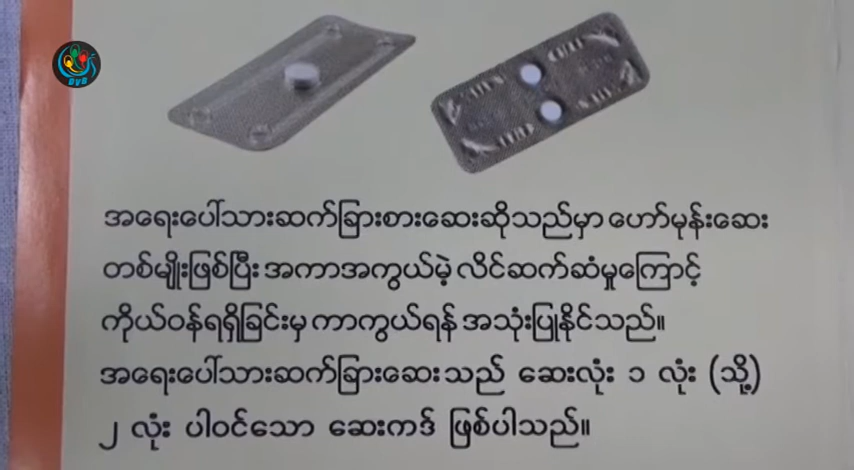 DVB
အရေးပေါ်သားဆက်ခြားစားဆေးဆိုသည်မှာ ဟော်မုန်းဆေး
တစ်မျိုးဖြစ်ပြီး အကာအကွယ်မဲ့ လိင်ဆက်ဆံမှုကြောင့်
ကိုယ်ဝန်ရရှိခြင်းမှ ကာကွယ်ရန် အသုံးပြုနိုင်သည်။
အရေးပေါ်သားဆက်ခြားဆေးသည် ဆေးလုံး ၁ လုံး (သို့)
၂ လုံး ပါဝင်သော ဆေးကဒ် ဖြစ်ပါသည်။